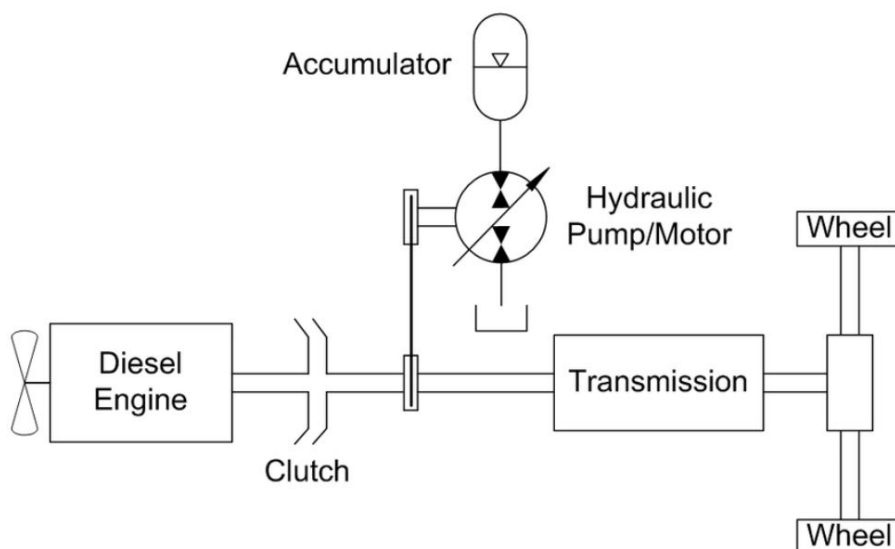 Accumulator
Hydraulic
Pump/Motor
Wheel
Diesel
Engine
Transmission
Clutch
Wheel